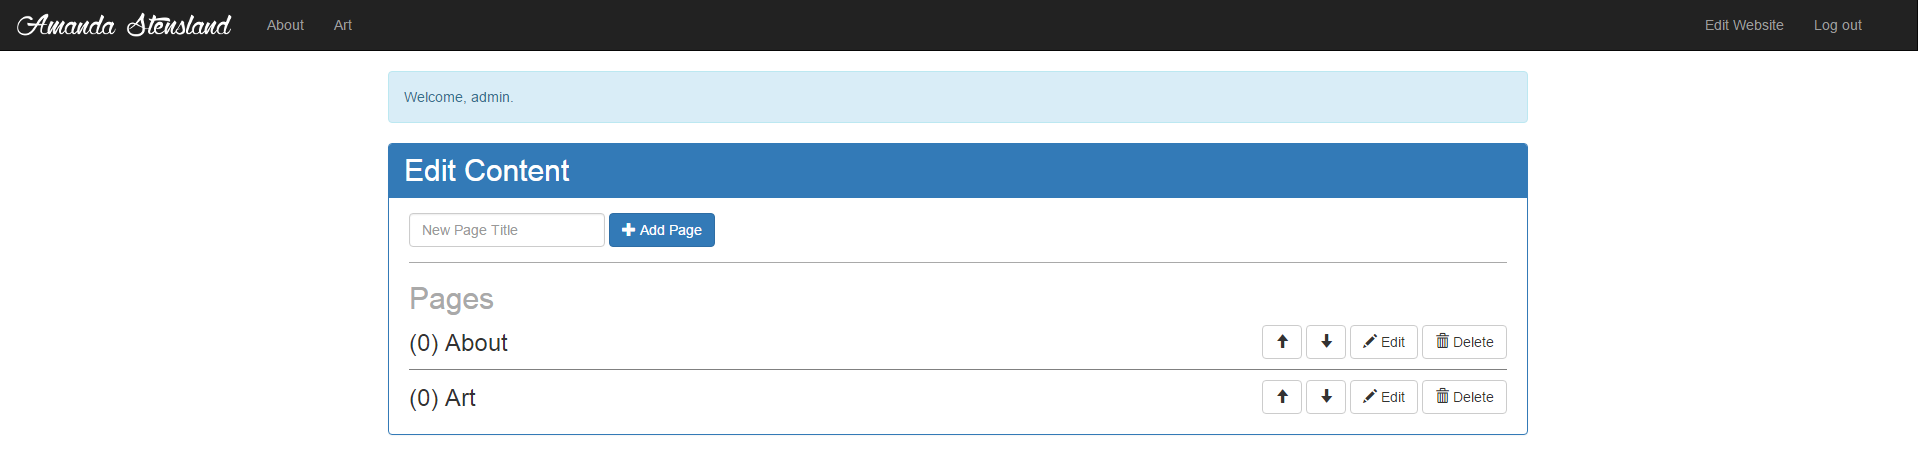 Amanda Stensland About Art Edit Website Log out
Welcome, admin.
Edit Content
New Page Title Add Page
Pages
(0) About Edit Delete
(0) Art Edit Delete